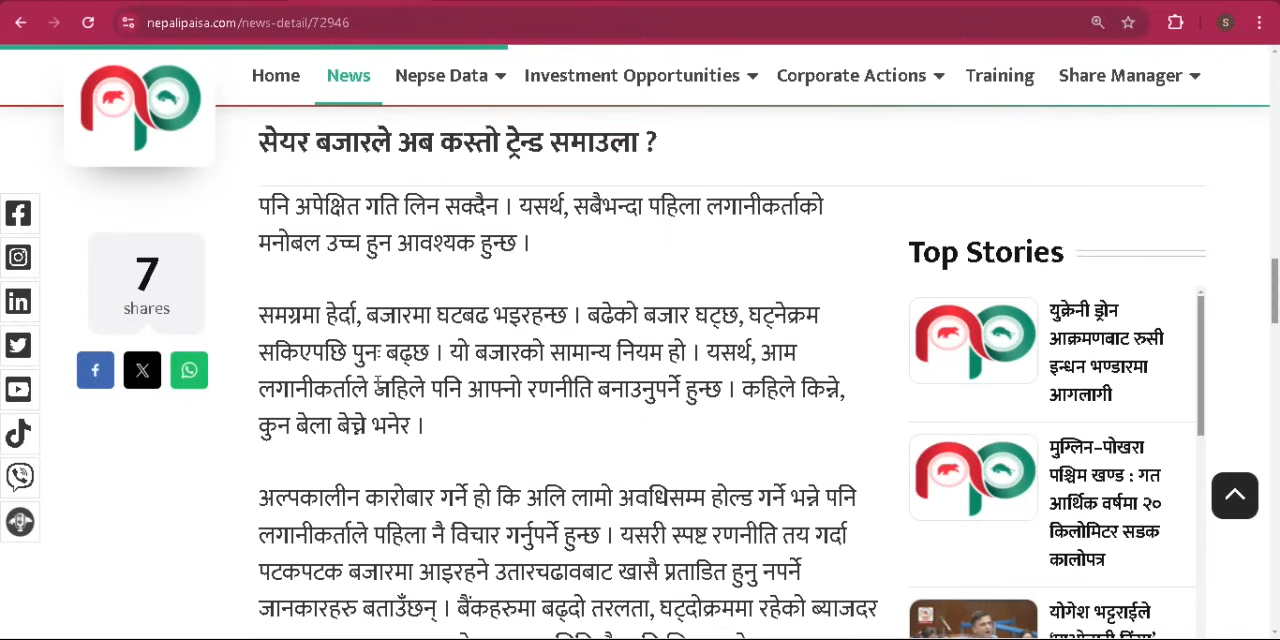 nepalipaisa.com/news-detail/72946
S
Home News Nepse Data Investment Opportunities Corporate Actions Training Share Manager
सेयर बजारले अब कस्तो ट्रेन्ड समाउला ?
पनि अपेक्षित गति लिन सक्दैन । यसर्थ, सबैभन्दा पहिला लगानीकर्ताको
मनोबल उच्च हुन आवश्यक हुन्छ ।
समग्रमा हेर्दा, बजारमा घटबढ भइरहन्छ । बढेको बजार घट्छ, घट्नेक्रम
सकिएपछि पुनः बढ्छ । यो बजारको सामान्य नियम हो । यसर्थ, आम
लगानीकर्ताले जहिले पनि आफ्नो रणनीति बनाउनुपर्ने हुन्छ । कहिले किन्ने,
कुन बेला बेच्ने भनेर ।
अल्पकालीन कारोबार गर्ने हो कि अलि लामो अवधिसम्म होल्ड गर्ने भन्ने पनि
लगानीकर्ताले पहिला नै विचार गर्नुपर्ने हुन्छ । यसरी स्पष्ट रणनीति तय गर्दा
पटकपटक बजारमा आइरहने उतारचढावबाट खासै प्रताडित हुनु नपर्ने
जानकारहरु बताउँछन् । बैंकहरुमा बढ्दो तरलता, घट्दोक्रममा रहेको ब्याजदर
7
shares
Top Stories
युक्रेनी ड्रोन
आक्रमणबाट रुसी
इन्धन भण्डारमा
आगलागी
मुग्लिन–पोखरा
पश्चिम खण्ड : गत
आर्थिक वर्षमा २०
किलोमिटर सडक
कालोपत्र
योगेश भट्टराईले